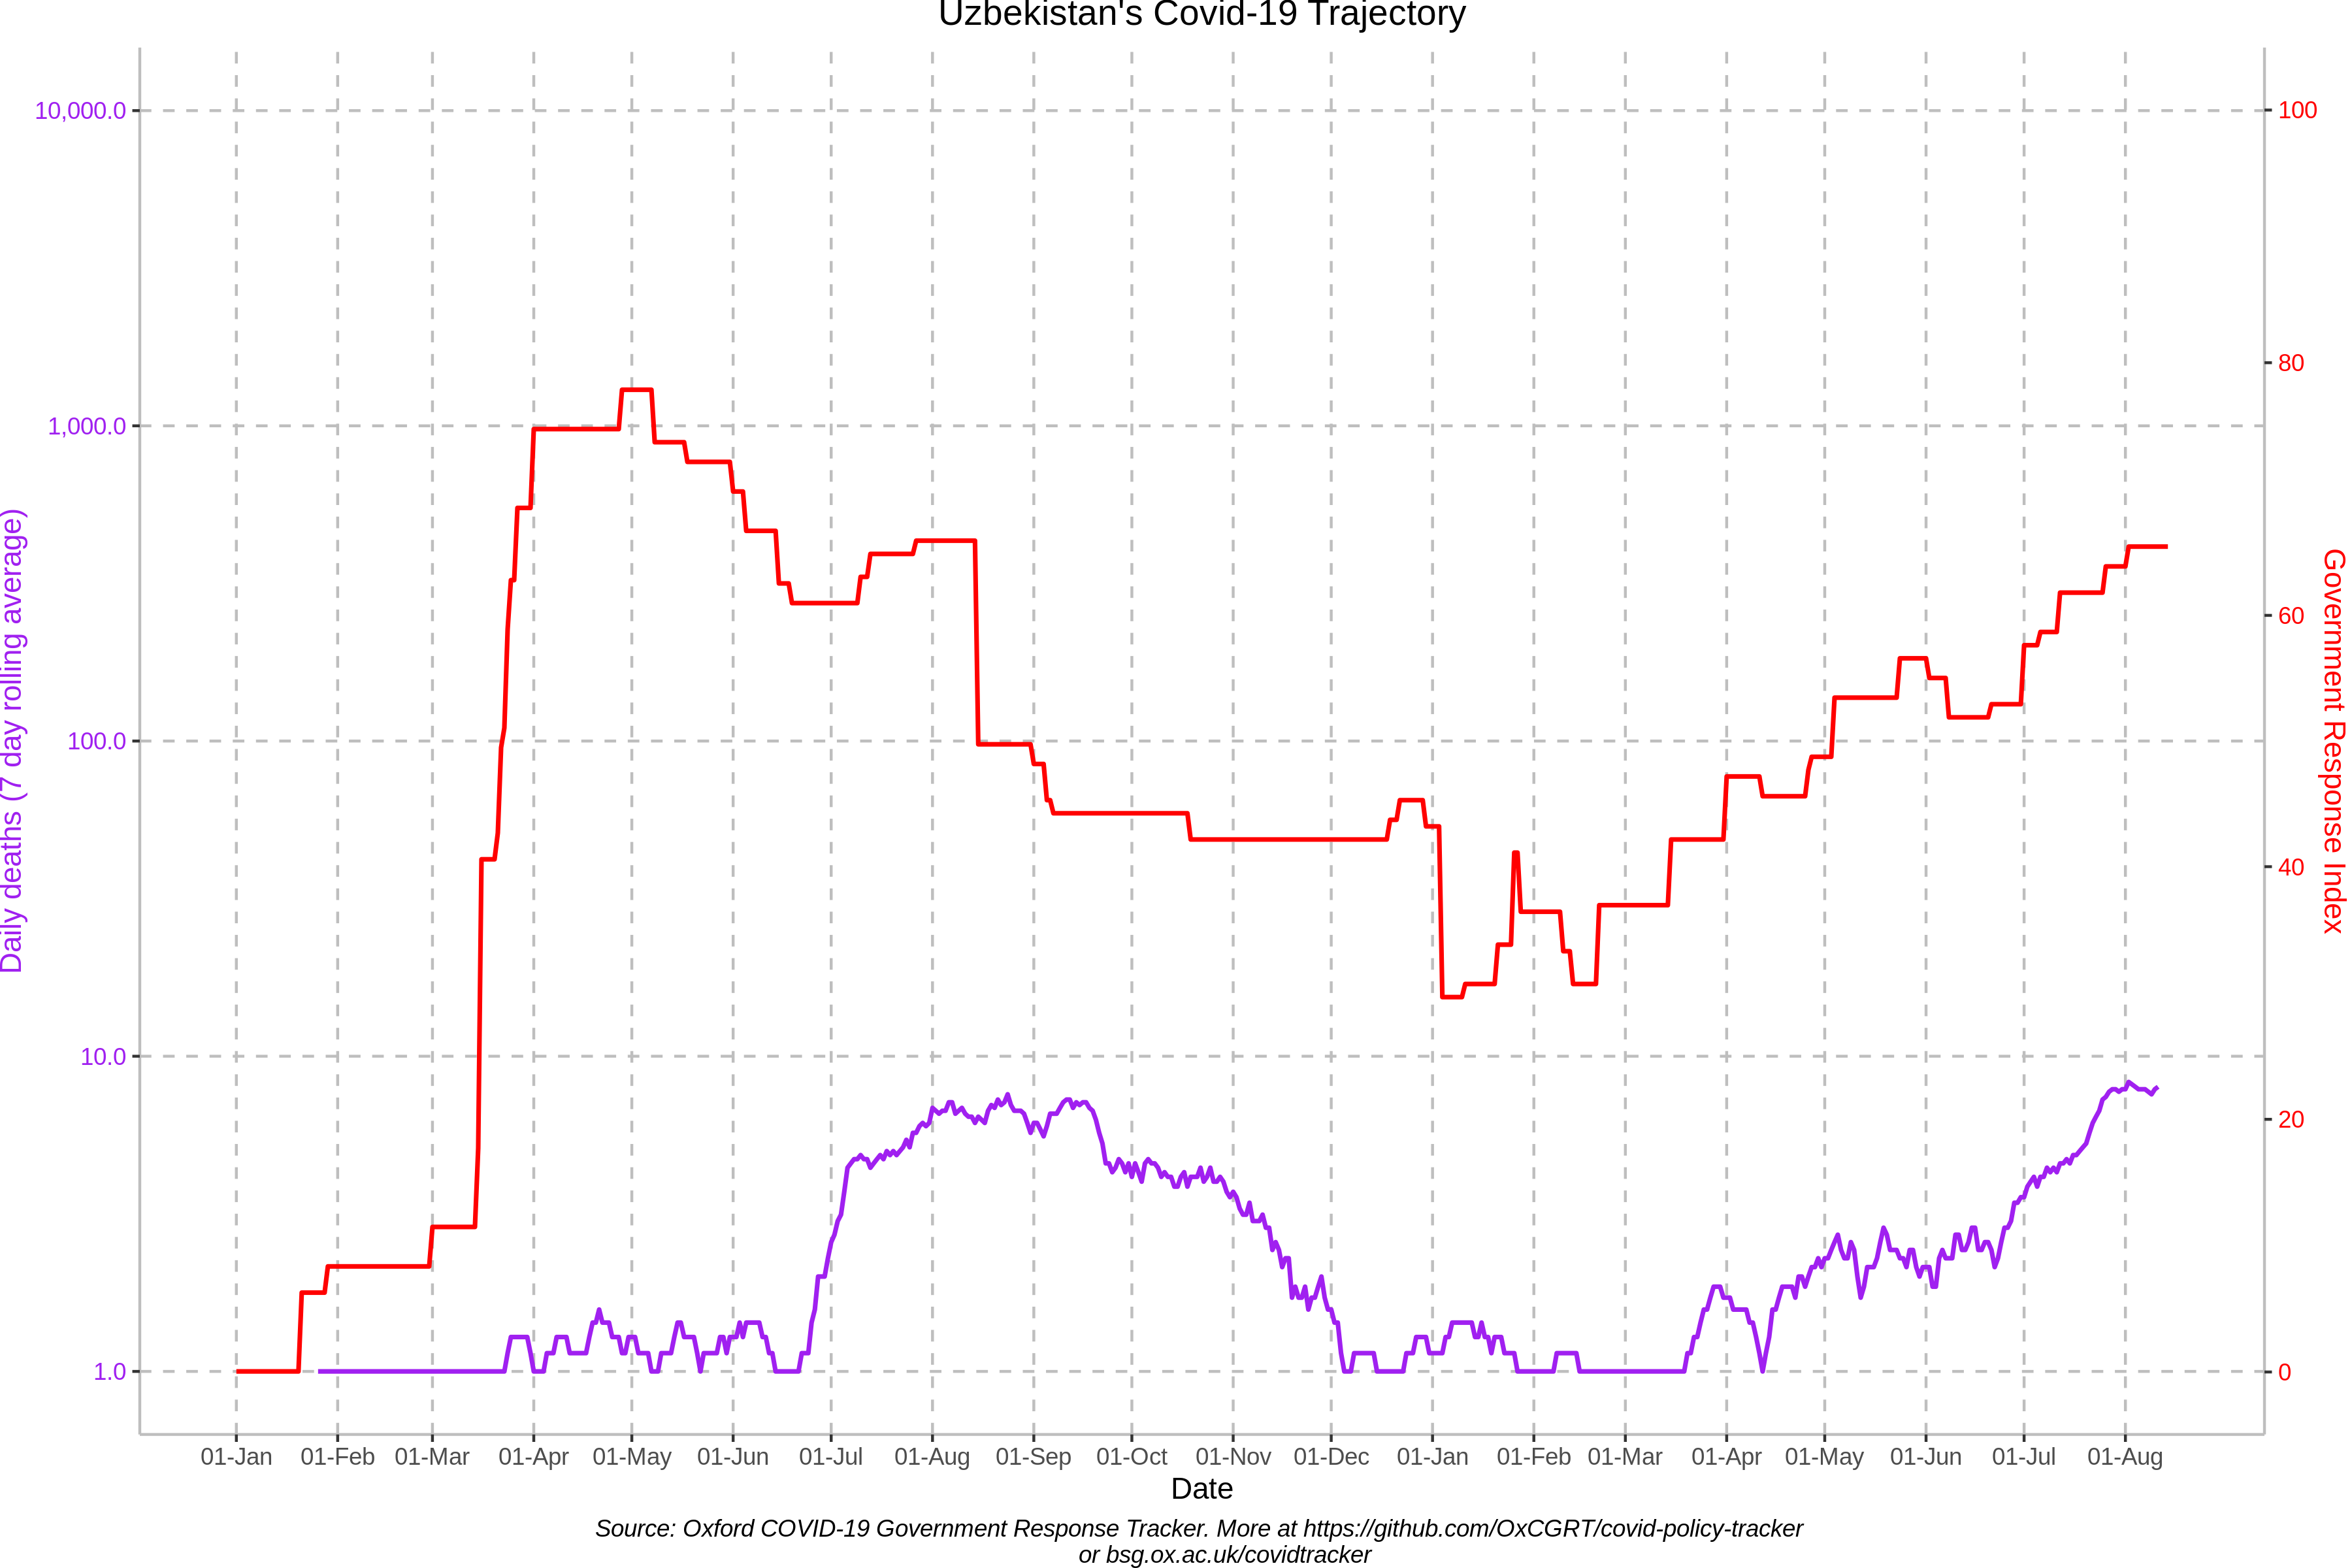 Uzbekistan's Covid-19 Trajectory
Daily deaths (7 day rolling average)
10,000.0
1,000.0
100.0
10.0
1.0
100
80
60
40
20
0
Government Response Index
01-Jan 01-Feb 01-Mar 01-Apr 01-May 01-Jun 01-Jul 01-Aug 01-Sep 01-Oct 01-Nov 01-Dec 01-Jan 01-Feb 01-Mar 01-Apr 01-May 01-Jun 01-Jul 01-Aug
Date
Source: Oxford COVID-19 Government Response Tracker. More at https://github.com/OxCGRT/covid-policy-tracker
or bsg.ox.ac.uk/covidtracker